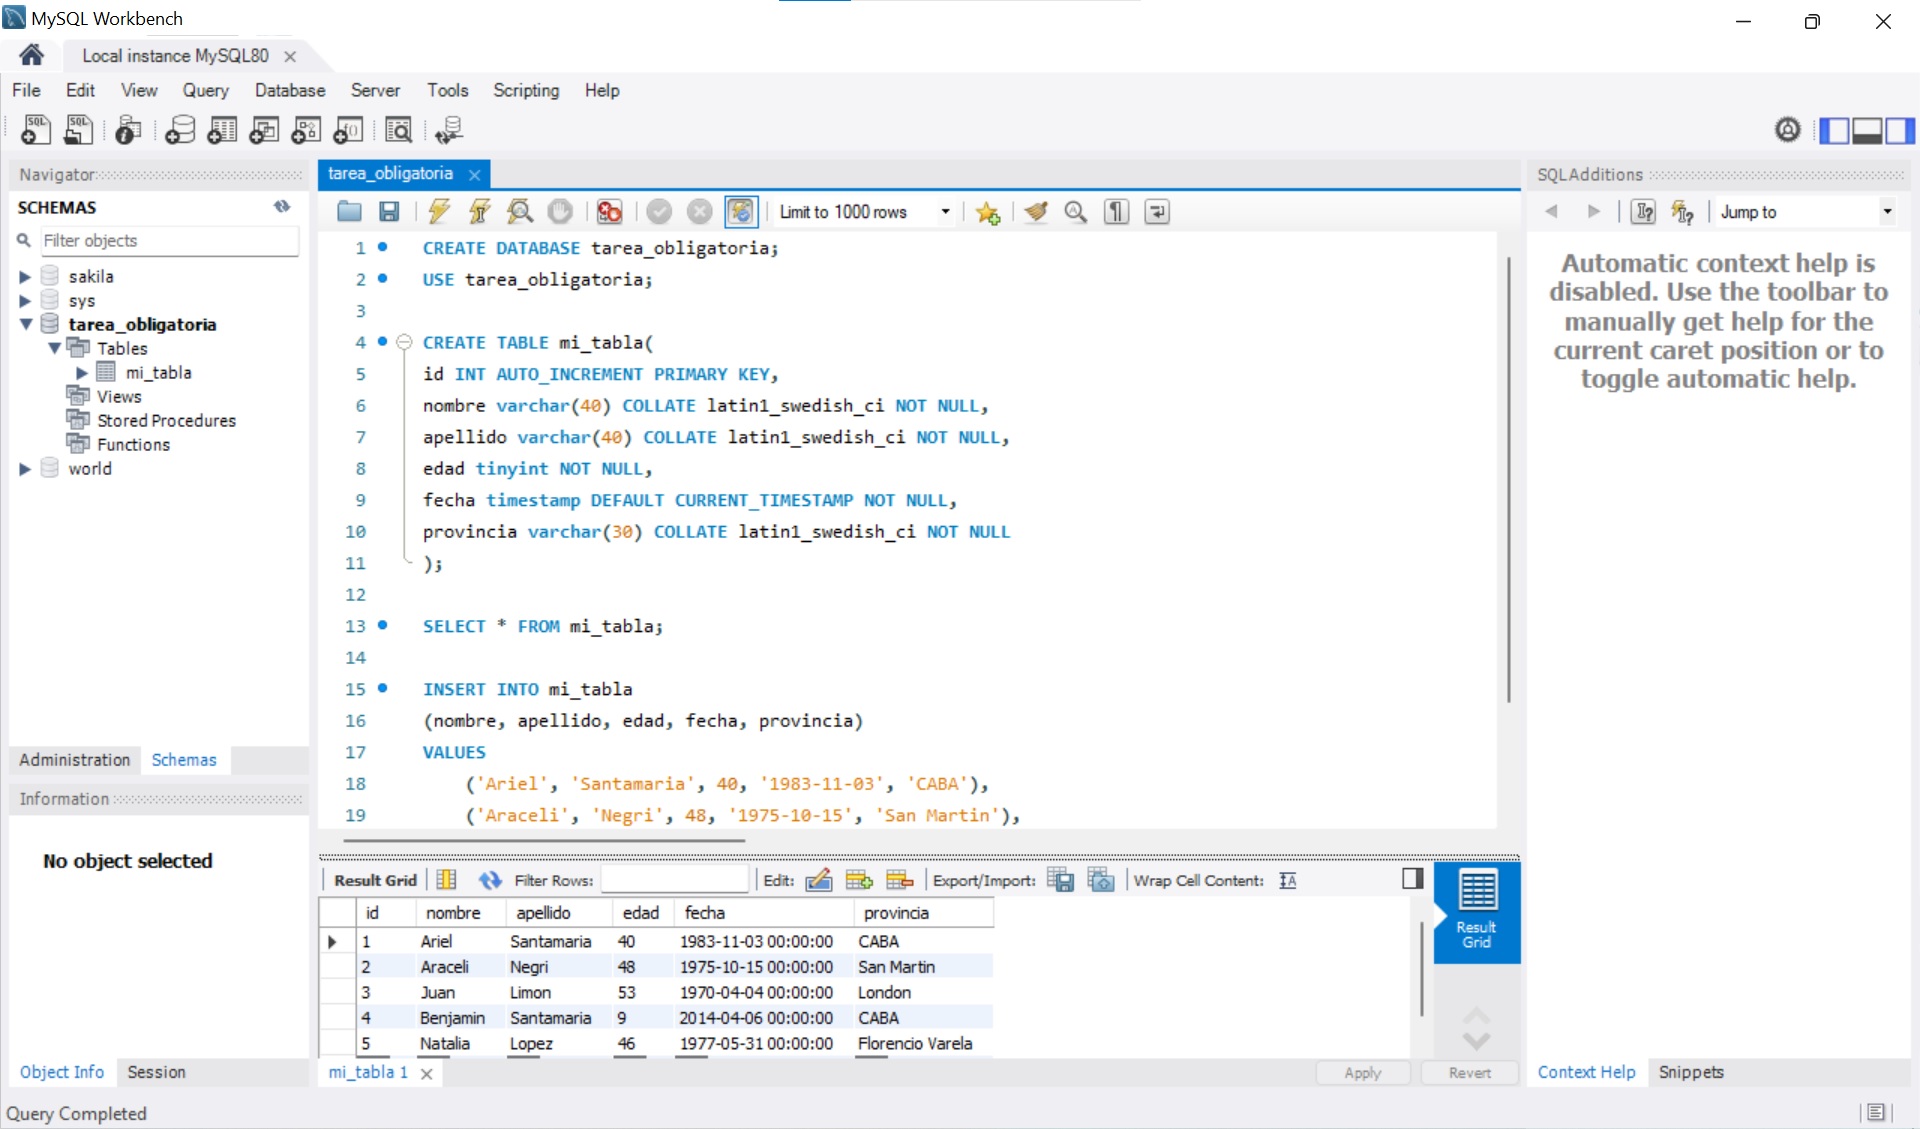 MySQL Workbench
Local instance MySQL80
File Edit View Query Database Server Tools Scripting Help
Navigator
SCHEMAS
Filter objects
sakila
sys
tarea_obligatoria
Tables
mi_tabla
Views
Stored Procedures
Functions
world
Administration Schemas
Information
No object selected
Object Info Session
tarea_obligatoria
Limit to 1000 rows
1 CREATE DATABASE tarea_obligatoria;
2 USE tarea_obligatoria;
3
4 CREATE TABLE mi_tabla(
5 id INT AUTO_INCREMENT PRIMARY KEY,
6 nombre varchar(40) COLLATE latin1_swedish_ci NOT NULL,
7 apellido varchar(40) COLLATE latin1_swedish_ci NOT NULL,
8 edad tinyint NOT NULL,
9 fecha timestamp DEFAULT CURRENT_TIMESTAMP NOT NULL,
10 provincia varchar(30) COLLATE latin1_swedish_ci NOT NULL
11 );
12
13 SELECT * FROM mi_tabla;
14
15 INSERT INTO mi_tabla
16 (nombre, apellido, edad, fecha, provincia)
17 VALUES
18 ('Ariel', 'Santamaria', 40, '1983-11-03', 'CABA'),
19 ('Araceli', 'Negri', 48, '1975-10-15', 'San Martin'),
Result Grid Filter Rows: Edit: Export/Import: Wrap Cell Content:
id nombre apellido edad fecha provincia
1 Ariel Santamaria 40 1983-11-03 00:00:00 CABA
2 Araceli Negri 48 1975-10-15 00:00:00 San Martin
3 Juan Limon 53 1970-04-04 00:00:00 London
4 Benjamin Santamaria 9 2014-04-06 00:00:00 CABA
5 Natalia Lopez 46 1977-05-31 00:00:00 Florencio Varela
Result
Grid
mi_tabla 1
Apply Revert
SQLAdditions
Jump to
Automatic context help is
disabled. Use the toolbar to
manually get help for the
current caret position or to
toggle automatic help.
Context Help Snippets
Query Completed